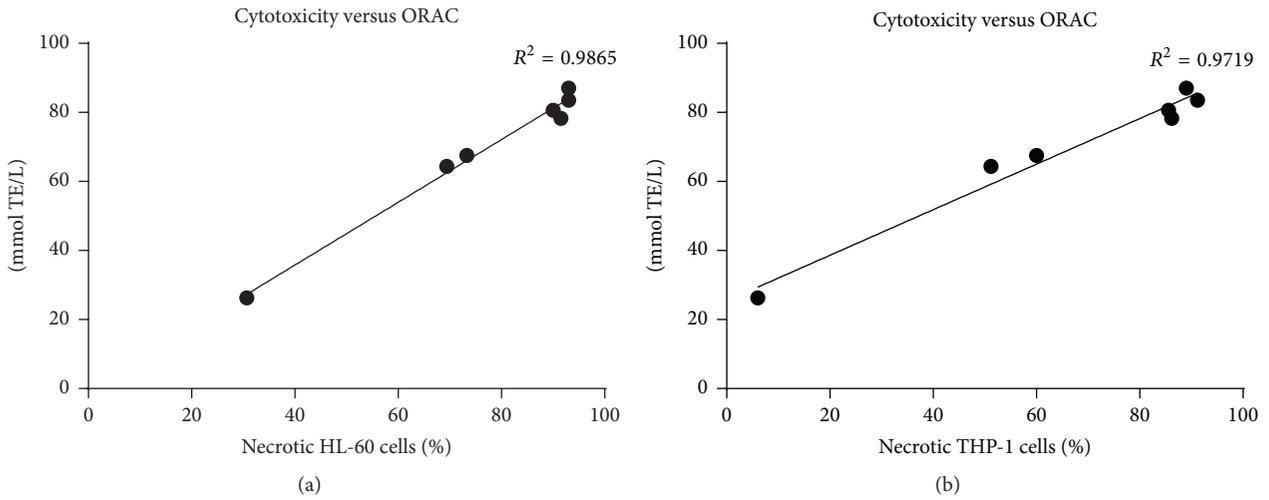 Cytotoxicity versus ORAC
R² = 0.9865
(mmol TE/L)
100
80
60
40
20
0
0 20 40 60 80 100
Necrotic HL-60 cells (%)
(a)
Cytotoxicity versus ORAC
R² = 0.9719
(mmol TE/L)
100
80
60
40
20
0
0 20 40 60 80 100
Necrotic THP-1 cells (%)
(b)